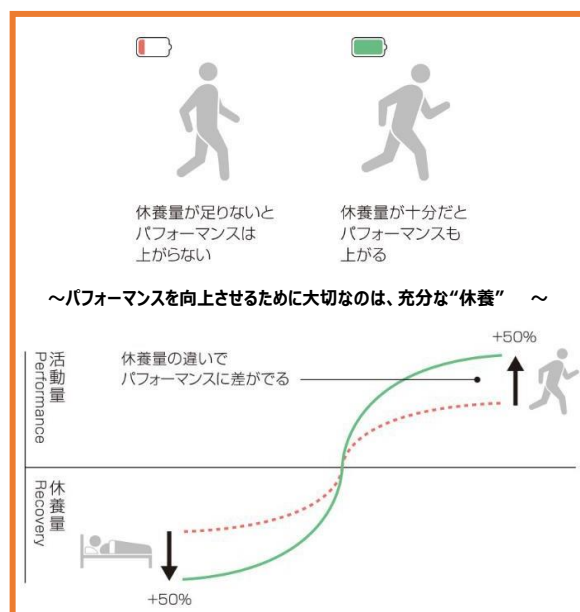 休養量が足りないと
パフォーマンスは
上がらない
休養量が十分だと
パフォーマンスも
上がる
～パフォーマンスを向上させるために大切なのは、充分な“休養”　～
+50%
活動量
Performance
休養量の違いで
パフォーマンスに差がでる
休養量
Recovery
+50%